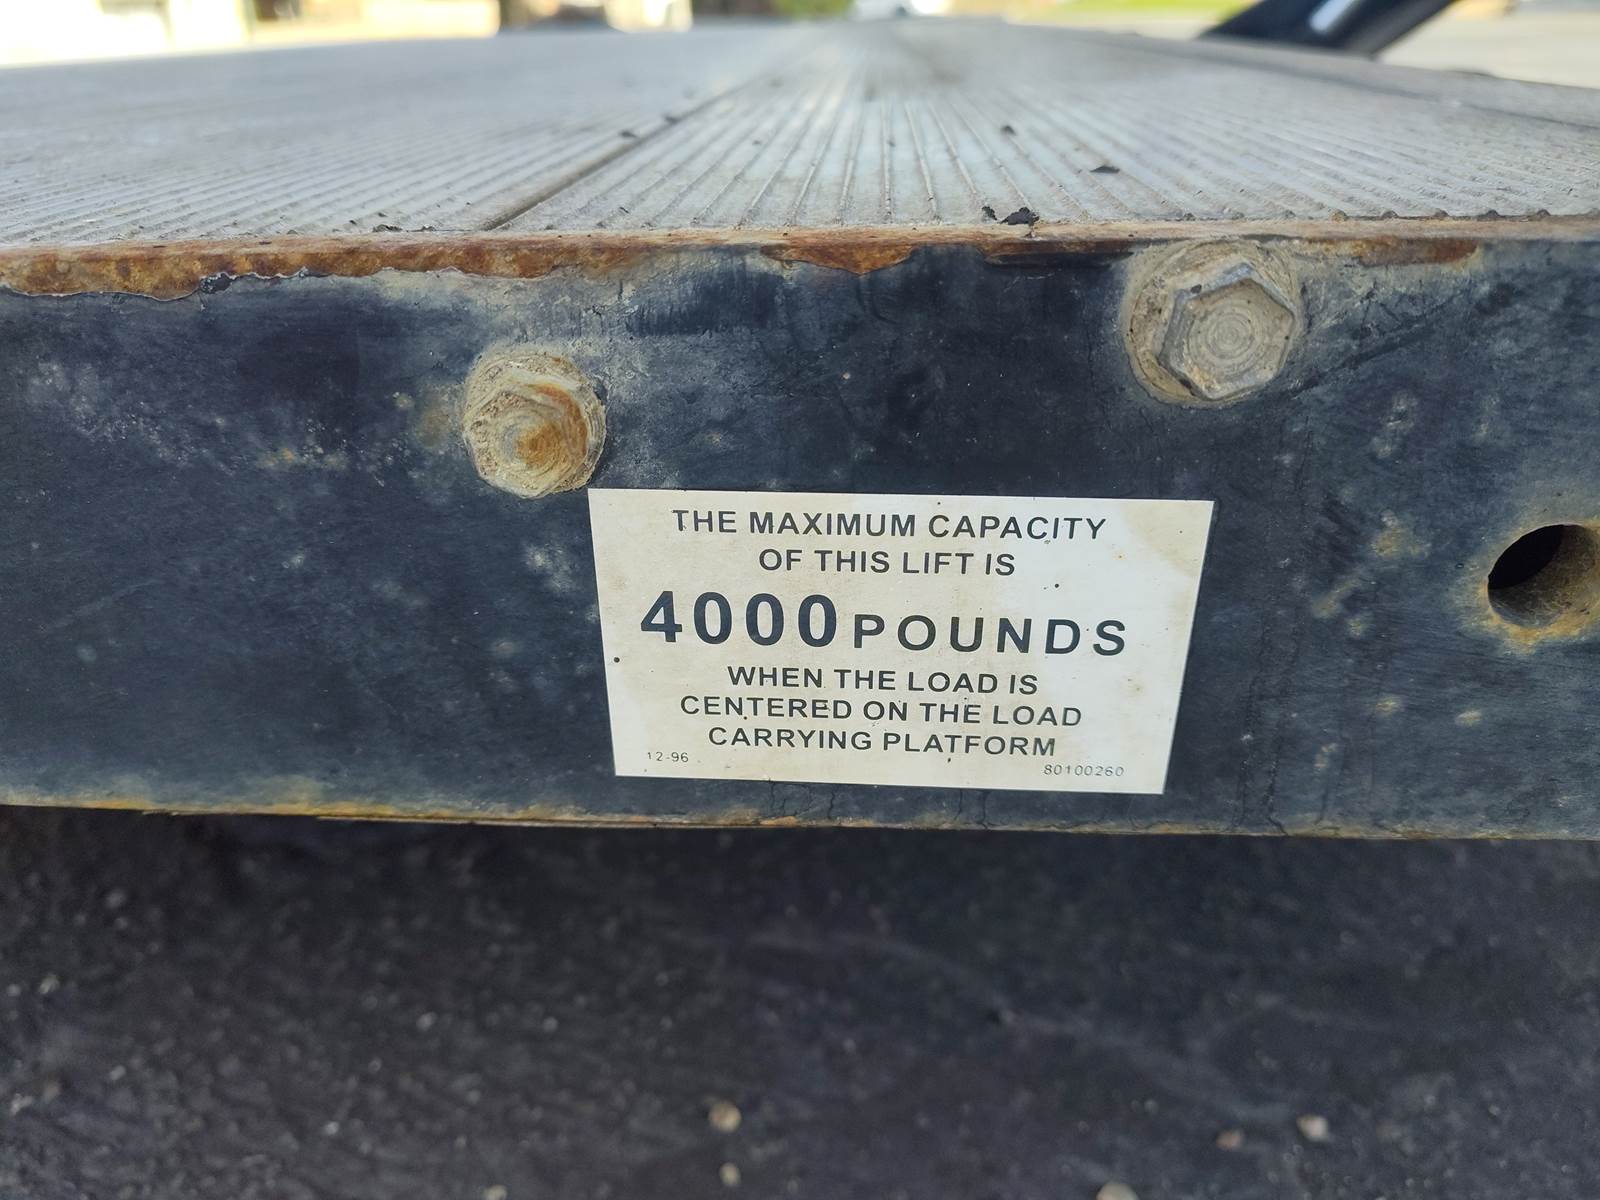 THE MAXIMUM CAPACITY
OF THIS LIFT IS
4000 POUNDS
WHEN THE LOAD IS
CENTERED ON THE LOAD
CARRYING PLATFORM
12-96 80100260